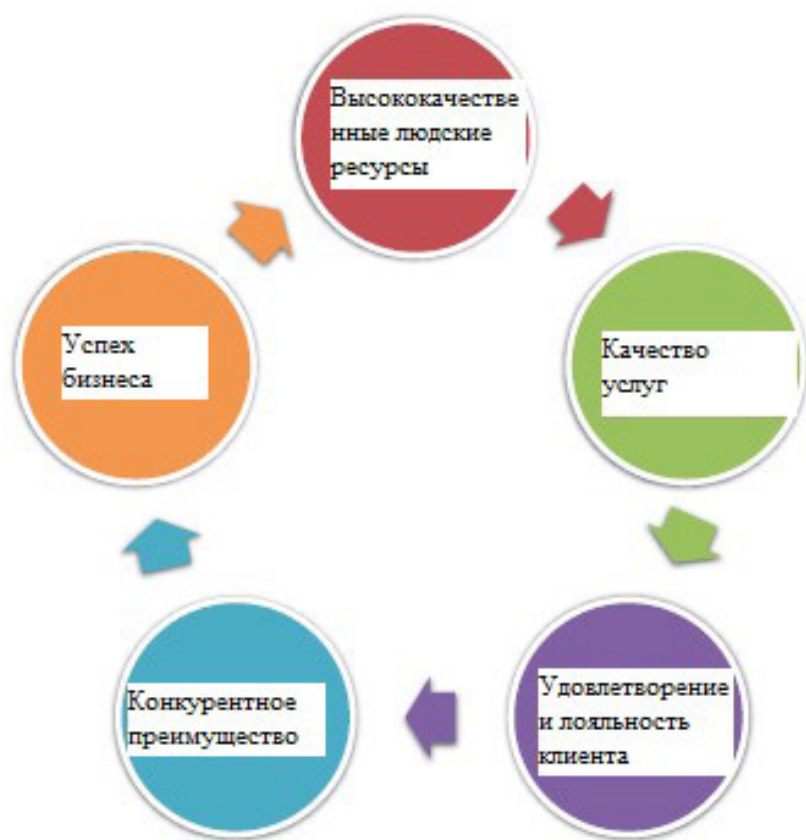 Высококачестве
нные людские
ресурсы
Качество
услуг
Удовлетворение
и лояльность
клиента
Конкурентное
преимущество
Успех
бизнеса